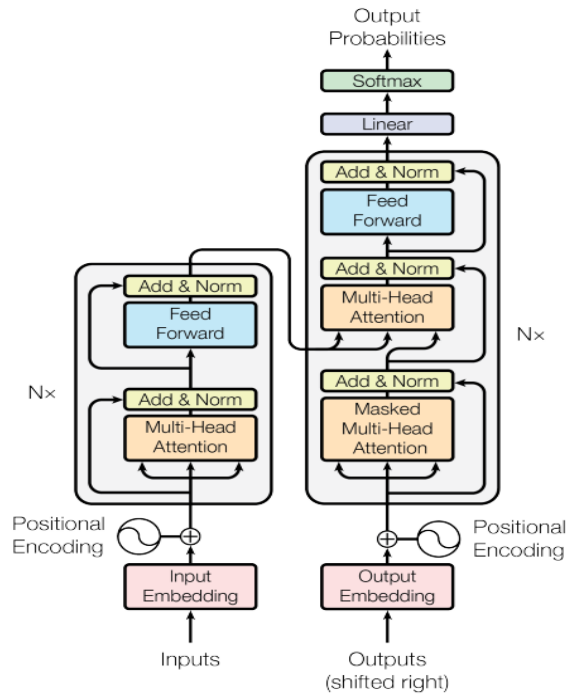 Output
Probabilities
Softmax
Linear
Add & Norm
Feed
Forward
Add & Norm
Multi-Head
Attention
Add & Norm
Masked
Multi-Head
Attention
Nx
Add & Norm
Feed
Forward
Add & Norm
Multi-Head
Attention
Nx
Positional
Encoding
Positional
Encoding
Input
Embedding
Output
Embedding
Inputs
Outputs
(shifted right)